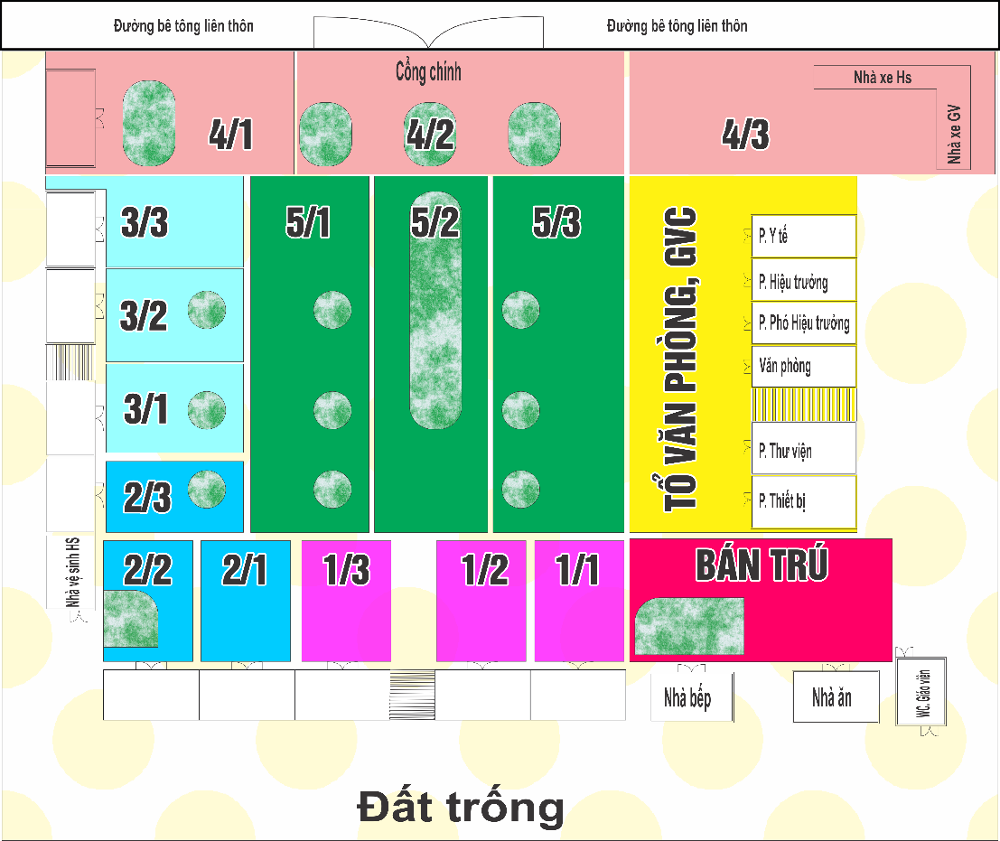 Đường bê tông liên thôn
Đường bê tông liên thôn
Cổng chính
Nhà xe Hs
Nhà xe GV
4/1
4/2
4/3
3/3
5/1
5/2
5/3
TỔ VĂN PHÒNG, GVC
P. Y tế
P. Hiệu trưởng
3/2
P. Phó Hiệu trưởng
Văn phòng
3/1
P. Thư viện
2/3
P. Thiết bị
Nhà vệ sinh HS
2/2
2/1
1/3
1/2
1/1
BÁN TRÚ
Nhà bếp
Nhà ăn
WC. Giáo viên
Đất trống